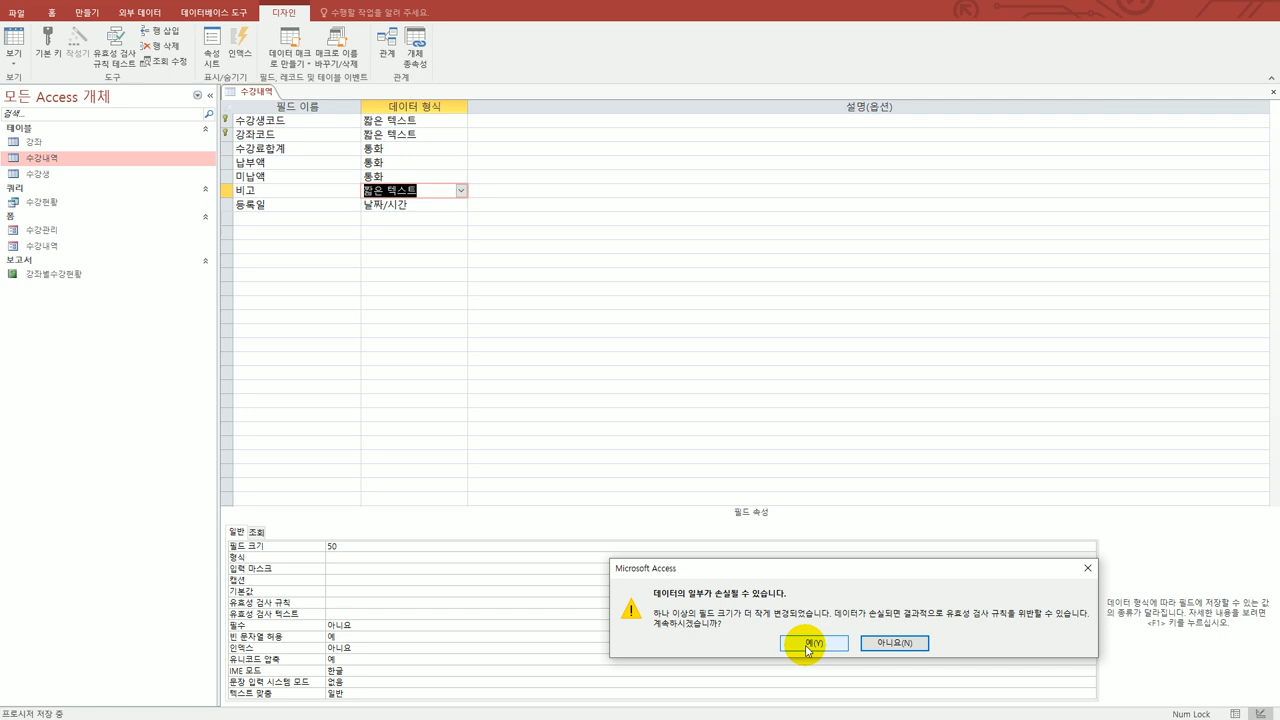 파일 홈 만들기 외부 데이터 데이터베이스 도구 디자인 수행할 작업을 알려 주세요.
보기 기본 키 작성기 유효성 검사 규칙 테스트 행 삽입 행 삭제 조회 수정 속성 시트 인덱스 데이터 매크로 만들기 매크로 이름 바꾸기/삭제 관계 개체 종속성
보기 도구 표시/숨기기 필드, 레코드 및 테이블 이벤트 관계
모든 Access 개체
검색...
테이블
강좌
수강내역
수강생
쿼리
수강현황
폼
수강관리
수강내역
보고서
강좌별수강현황
수강내역
필드 이름 데이터 형식 설명(옵션)
수강생코드 짧은 텍스트
강좌코드 짧은 텍스트
수강료합계 통화
납부액 통화
미납액 통화
비고 짧은 텍스트
등록일 날짜/시간
필드 속성
일반 조회
필드 크기 50
형식
입력 마스크
캡션
기본값
유효성 검사 규칙
유효성 검사 텍스트
필수 아니요
빈 문자열 허용 예
인덱스 아니요
유니코드 압축 예
IME 모드 한글
문장 입력 시스템 모드 없음
텍스트 맞춤 일반
Microsoft Access
데이터의 일부가 손실될 수 있습니다.
하나 이상의 필드 크기가 더 작게 변경되었습니다. 데이터가 손실되면 결과적으로 유효성 검사 규칙을 위반할 수 있습니다.
계속하시겠습니까?
예(Y) 아니요(N)
데이터 형식에 따라 필드에 저장할 수 있는 값
의 종류가 달라집니다. 자세한 내용을 보려면
<F1> 키를 누르십시오.
프로시저 저장 중 Num Lock